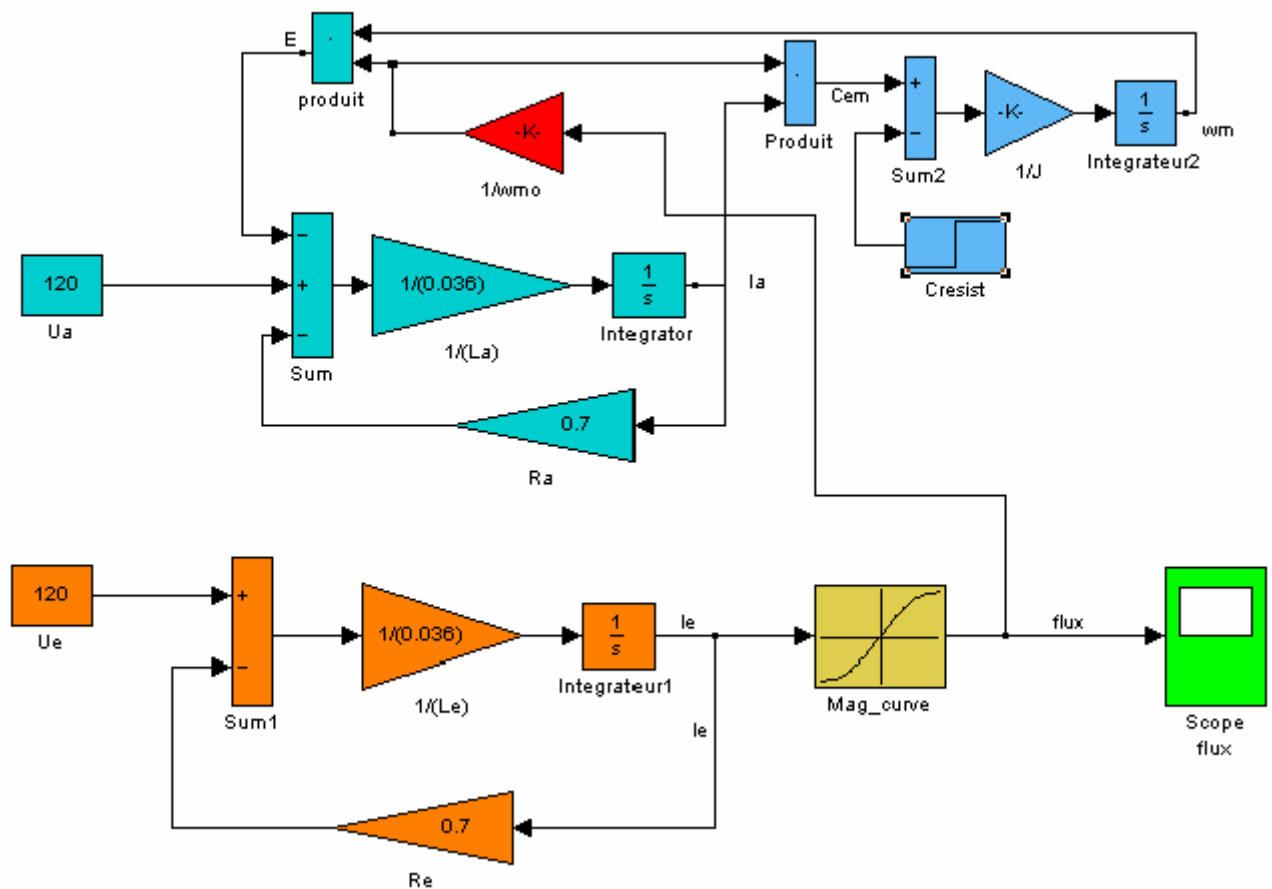 E
.
produit
-K-
1/wmo
.
Produit
Cem
+
−
Sum2
-K-
1/J
1
s
Integrateur2
wm
Cresist
120
Ua
−
+
−
Sum
1/(0.036)
1/(La)
1
s
Integrator
Ia
0.7
Ra
120
Ue
+
−
Sum1
1/(0.036)
1/(Le)
1
s
Integrateur1
Ie
Ie
Mag_curve
flux
Scope
flux
0.7
Re